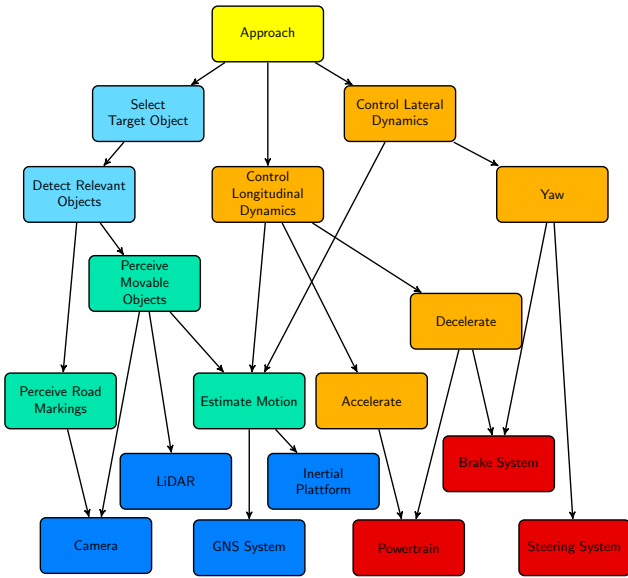 Approach
Select
Target Object
Control Lateral
Dynamics
Detect Relevant
Objects
Control
Longitudinal
Dynamics
Yaw
Perceive
Movable
Objects
Decelerate
Perceive Road
Markings
Estimate Motion
Accelerate
LiDAR
Inertial
Plattform
Brake System
Camera
GNS System
Powertrain
Steering System